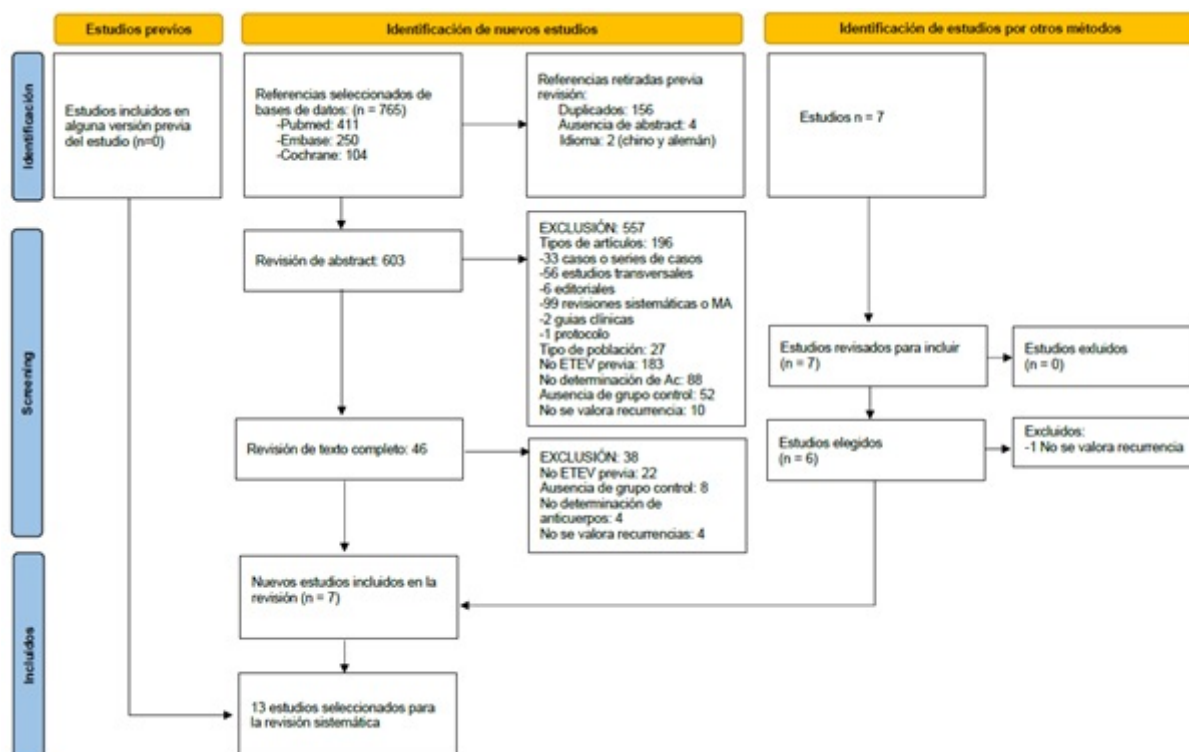 Estudios previos
Identificación de nuevos estudios
Identificación de estudios por otros métodos
Identificación
Estudios incluidos en
alguna versión previa
del estudio (n=0)
Referencias seleccionados de
bases de datos: (n = 765)
-Pubmed: 411
-Embase: 250
-Cochrane: 104
Referencias retiradas previa
revisión:
Duplicados: 156
Ausencia de abstract: 4
Idioma: 2 (chino y alemán)
Estudios n = 7
Screening
Revisión de abstract: 603
EXCLUSIÓN: 557
Tipos de artículos: 196
-33 casos o series de casos
-56 estudios transversales
-6 editoriales
-99 revisiones sistemáticas o MA
-2 guias clínicas
-1 protocolo
Tipo de población: 27
No ETEV previa: 183
No determinación de Ac: 88
Ausencia de grupo control: 52
No se valora recurrencia: 10
Estudios revisados para incluir
(n = 7)
Estudios exluidos
(n = 0)
Revisión de texto completo: 46
EXCLUSIÓN: 38
No ETEV previa: 22
Ausencia de grupo control: 8
No determinación de
anticuerpos: 4
No se valora recurrencias: 4
Estudios elegidos
(n = 6)
Excluidos:
-1 No se valora recurrencia
Incluidos
Nuevos estudios incluidos en la
revisión (n = 7)
13 estudios seleccionados para
la revisión sistemática